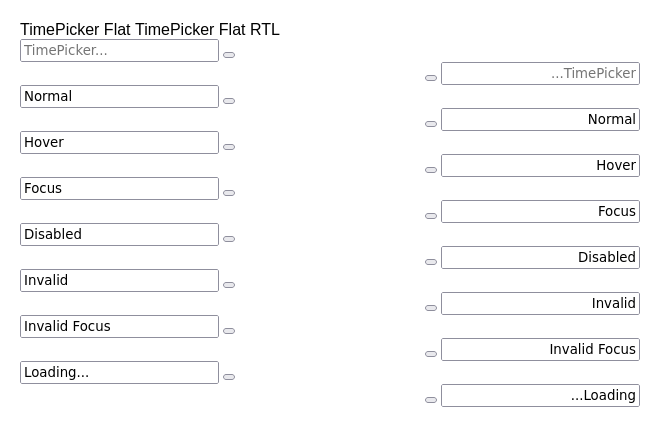 TimePicker Flat TimePicker Flat RTL
TimePicker...
...TimePicker
Normal
Normal
Hover
Hover
Focus
Focus
Disabled
Disabled
Invalid
Invalid
Invalid Focus
Invalid Focus
Loading...
...Loading